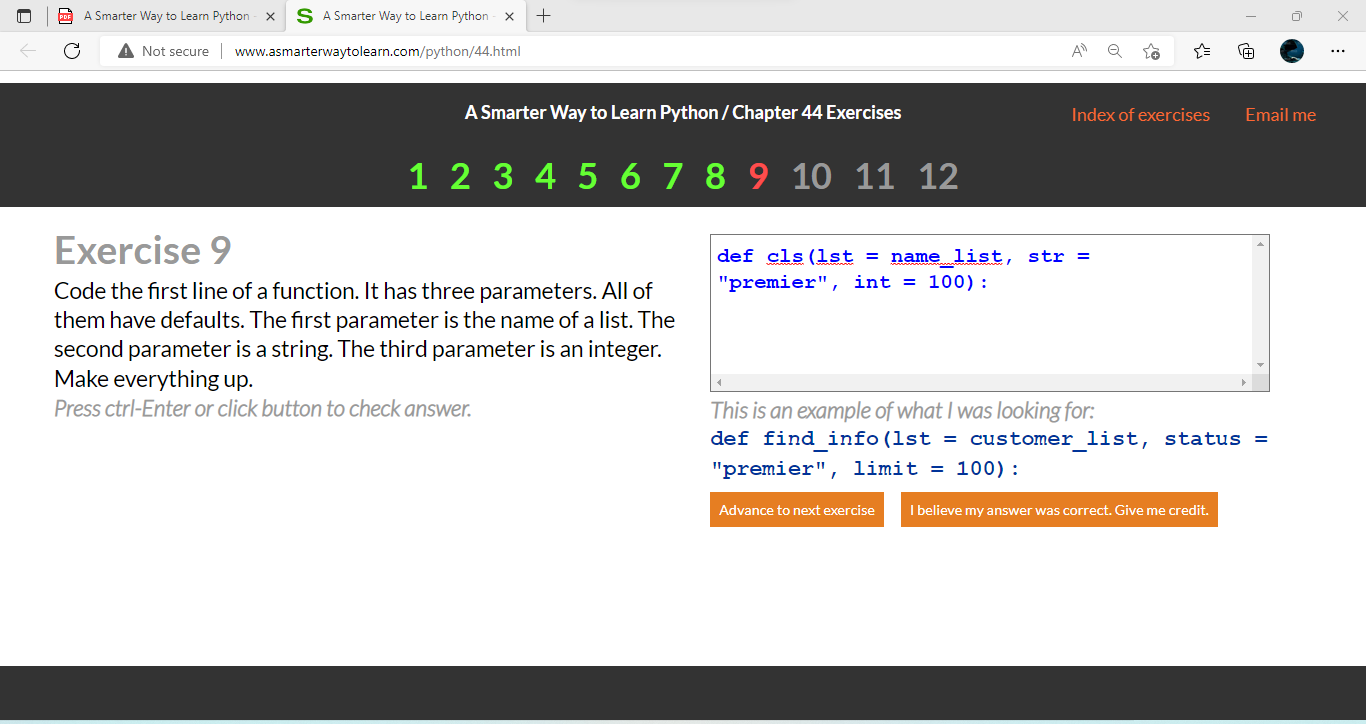 A Smarter Way to Learn Python -
A Smarter Way to Learn Python -
Not secure
www.asmarterwaytolearn.com/python/44.html
A Smarter Way to Learn Python / Chapter 44 Exercises
Index of exercises
Email me
1 2 3 4 5 6 7 8 9 10 11 12
Exercise 9
Code the first line of a function. It has three parameters. All of
them have defaults. The first parameter is the name of a list. The
second parameter is a string. The third parameter is an integer.
Make everything up.
Press ctrl-Enter or click button to check answer.
def cls(lst = name_list, str =
"premier", int = 100):
This is an example of what I was looking for:
def find_info(lst = customer_list, status =
"premier", limit = 100):
Advance to next exercise
I believe my answer was correct. Give me credit.